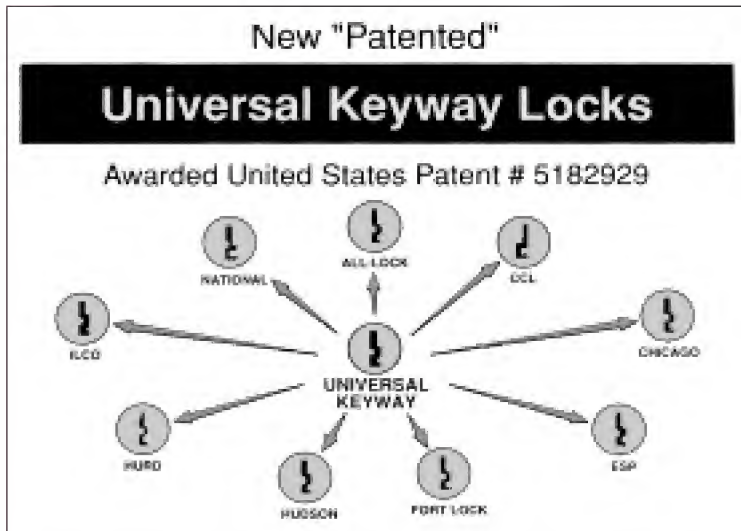 New "Patented"
Universal Keyway Locks
Awarded United States Patent # 5182929
NATIONAL
ALL-LOCK
CCL
ILCO
CHICAGO
UNIVERSAL
KEYWAY
HURD
ESP
HUDSON
FORT LOCK